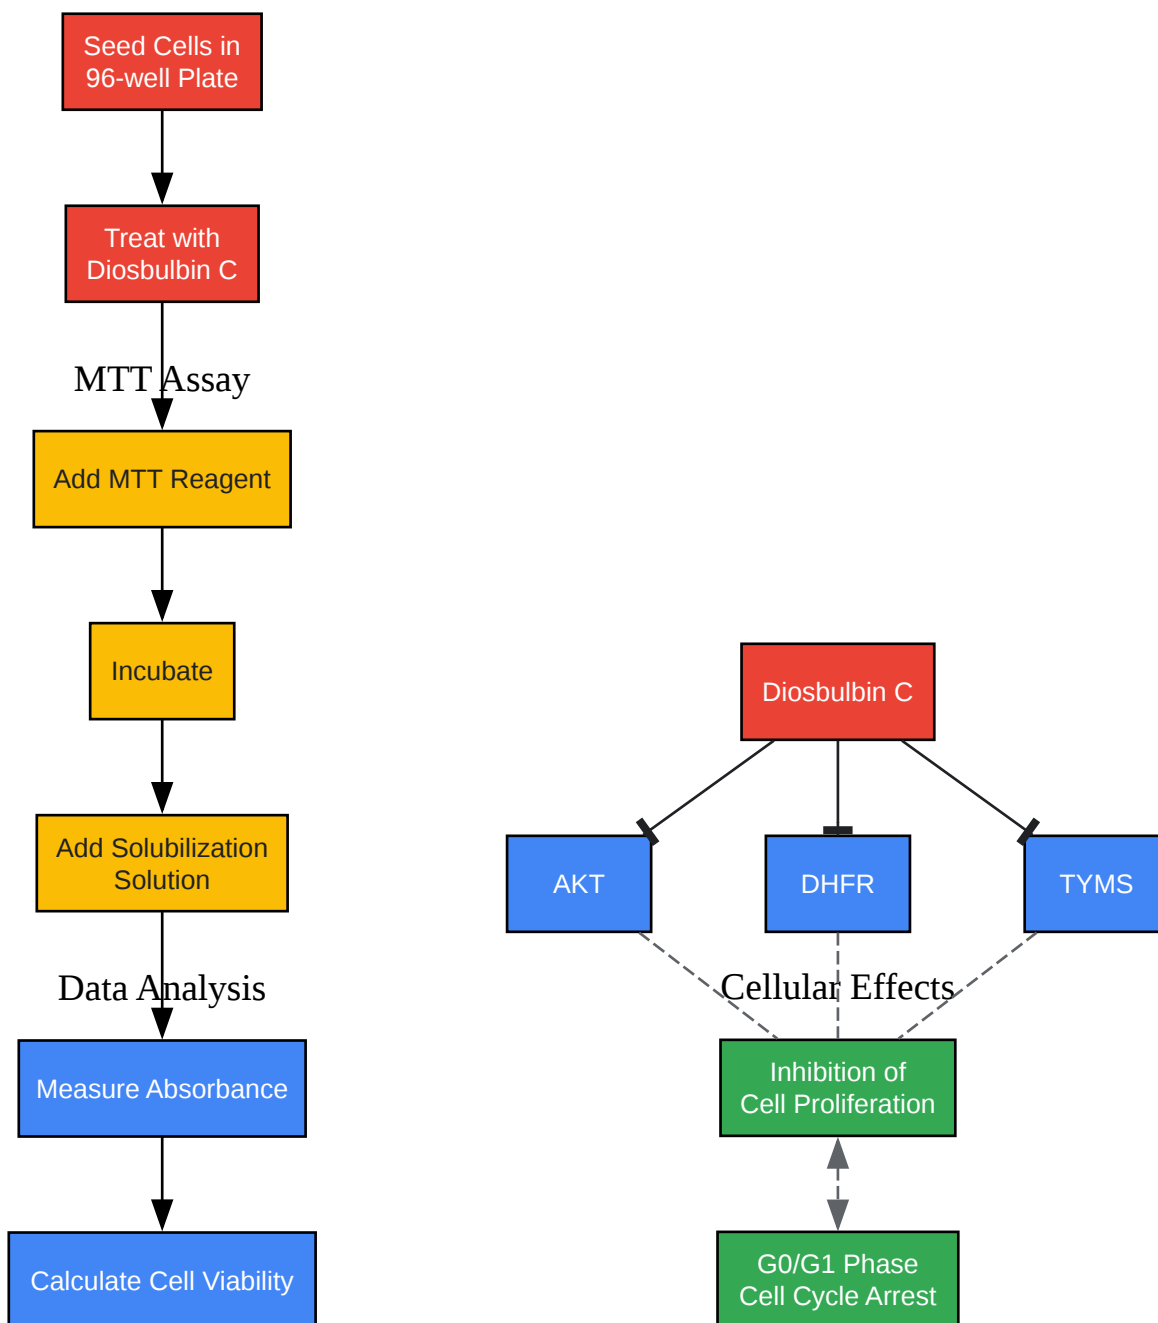 Seed Cells in
96-well Plate
Treat with
Diosbulbin C
MTT Assay
Add MTT Reagent
Incubate
Add Solubilization
Solution
Data Analysis
Measure Absorbance
Calculate Cell Viability
Diosbulbin C
AKT
DHFR
TYMS
Cellular Effects
Inhibition of
Cell Proliferation
G0/G1 Phase
Cell Cycle Arrest